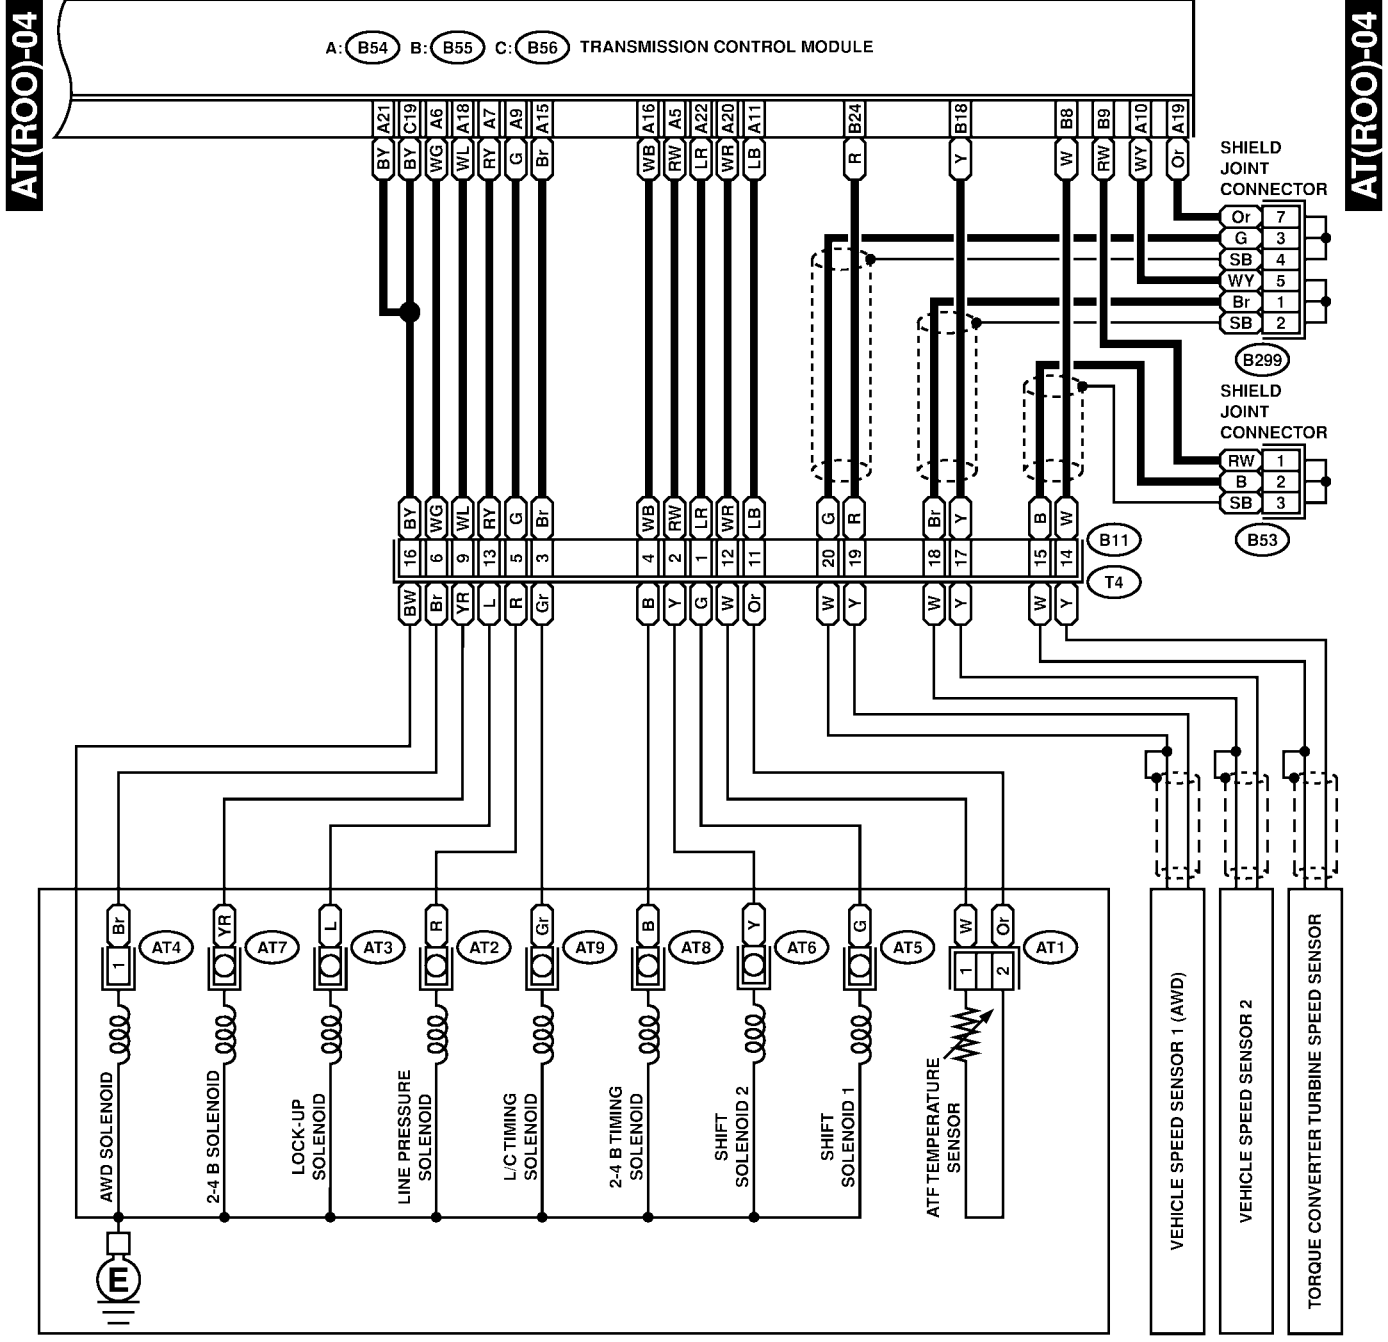 AT(ROO)-04
AT(ROO)-04
A: B54 B: B55 C: B56 TRANSMISSION CONTROL MODULE
A21 C19 A6 A18 A7 A9 A15 A16 A5 A22 A20 A11 B24 B18 B8 B9 A10 A19
BY BY WG WL RY G Br WB RW LR WR LB R Y W RW WY Or
SHIELD
JOINT
CONNECTOR
Or 7
G 3
SB 4
WY 5
Br 1
SB 2
B299
SHIELD
JOINT
CONNECTOR
RW 1
B 2
SB 3
B53
BY WG WL RY G Br WB RW LR WR LB G R Br Y B W
16 6 9 13 5 3 4 2 1 12 11 20 19 18 17 15 14
B11
T4
BW Br YR L R Gr B Y G W Or W Y W Y W Y
Br YR L R Gr B Y G W Or
AT4 AT7 AT3 AT2 AT9 AT8 AT6 AT5 AT1
1 1 2
AWD SOLENOID
2-4 B SOLENOID
LOCK-UP
SOLENOID
LINE PRESSURE
SOLENOID
L/C TIMING
SOLENOID
2-4 B TIMING
SOLENOID
SHIFT
SOLENOID 2
SHIFT
SOLENOID 1
ATF TEMPERATURE
SENSOR
VEHICLE SPEED SENSOR 1 (AWD)
VEHICLE SPEED SENSOR 2
TORQUE CONVERTER TURBINE SPEED SENSOR
E